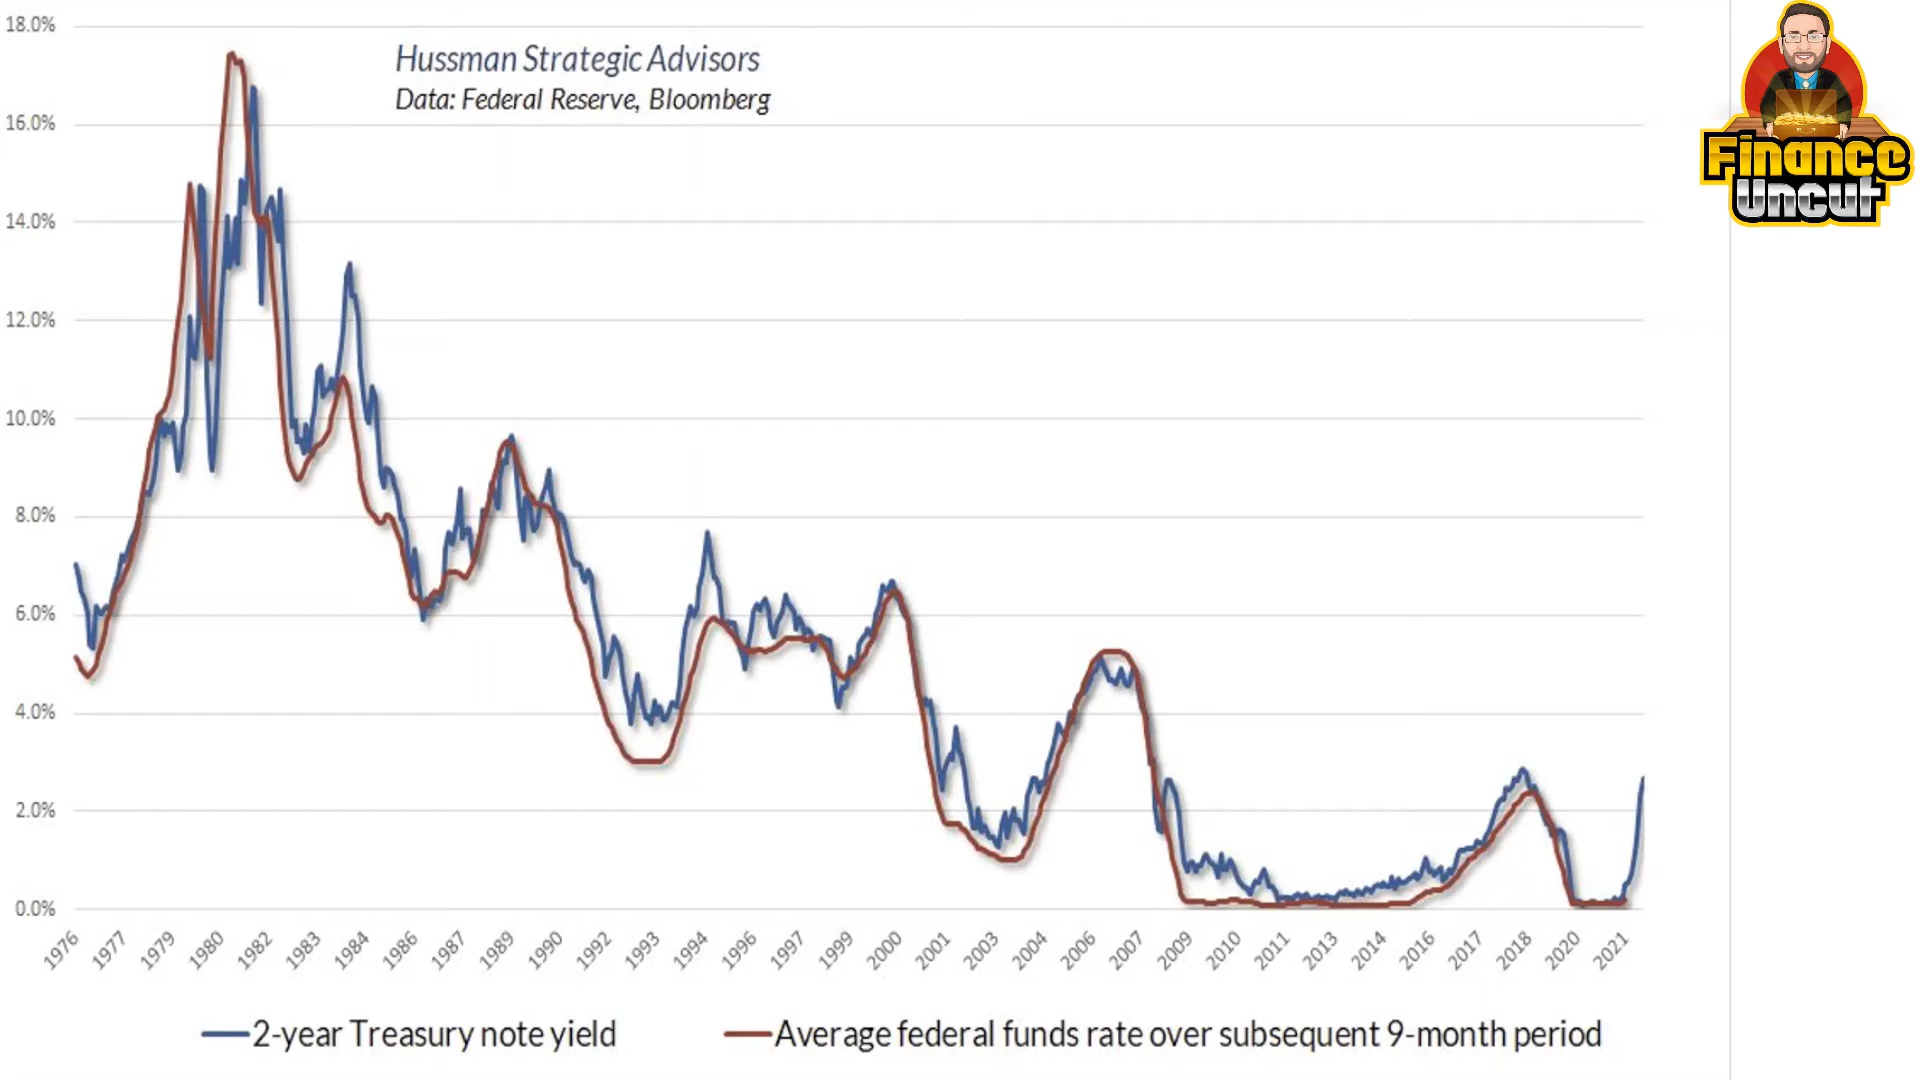 18.0%
Hussman Strategic Advisors
Data: Federal Reserve, Bloomberg
16.0%
14.0%
12.0%
10.0%
8.0%
6.0%
4.0%
2.0%
0.0%
1976 1977 1979 1980 1982 1983 1984 1986 1987 1989 1990 1992 1993 1994 1996 1997 1999 2000 2001 2003 2004 2006 2007 2009 2010 2011 2013 2014 2016 2017 2018 2020 2021
2-year Treasury note yield Average federal funds rate over subsequent 9-month period
Finance
Uncut